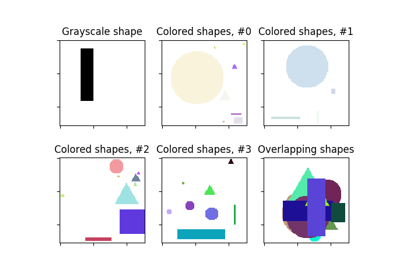 Grayscale shape
Colored shapes, #0
Colored shapes, #1
Colored shapes, #2
Colored shapes, #3
Overlapping shapes